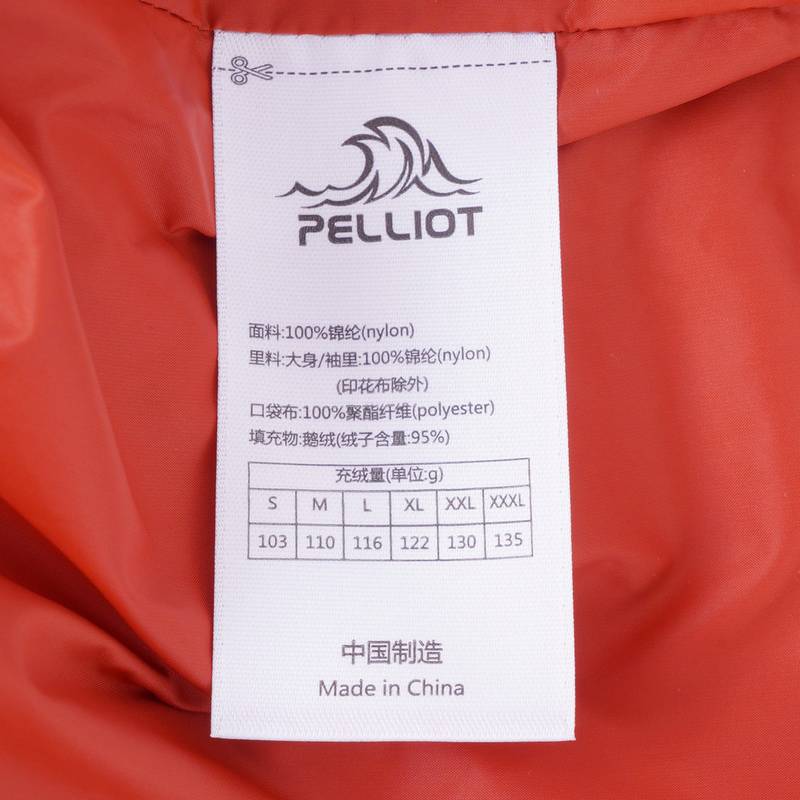 PELLIOT
面料:100%锦纶(nylon)
里料:大身/袖里:100%锦纶(nylon)
(印花布除外)
口袋布:100%聚酯纤维(polyester)
填充物:鹅绒(绒子含量:95%)
充绒量(单位:g)
S M L XL XXL XXXL
103 110 116 122 130 135
中国制造
Made in China